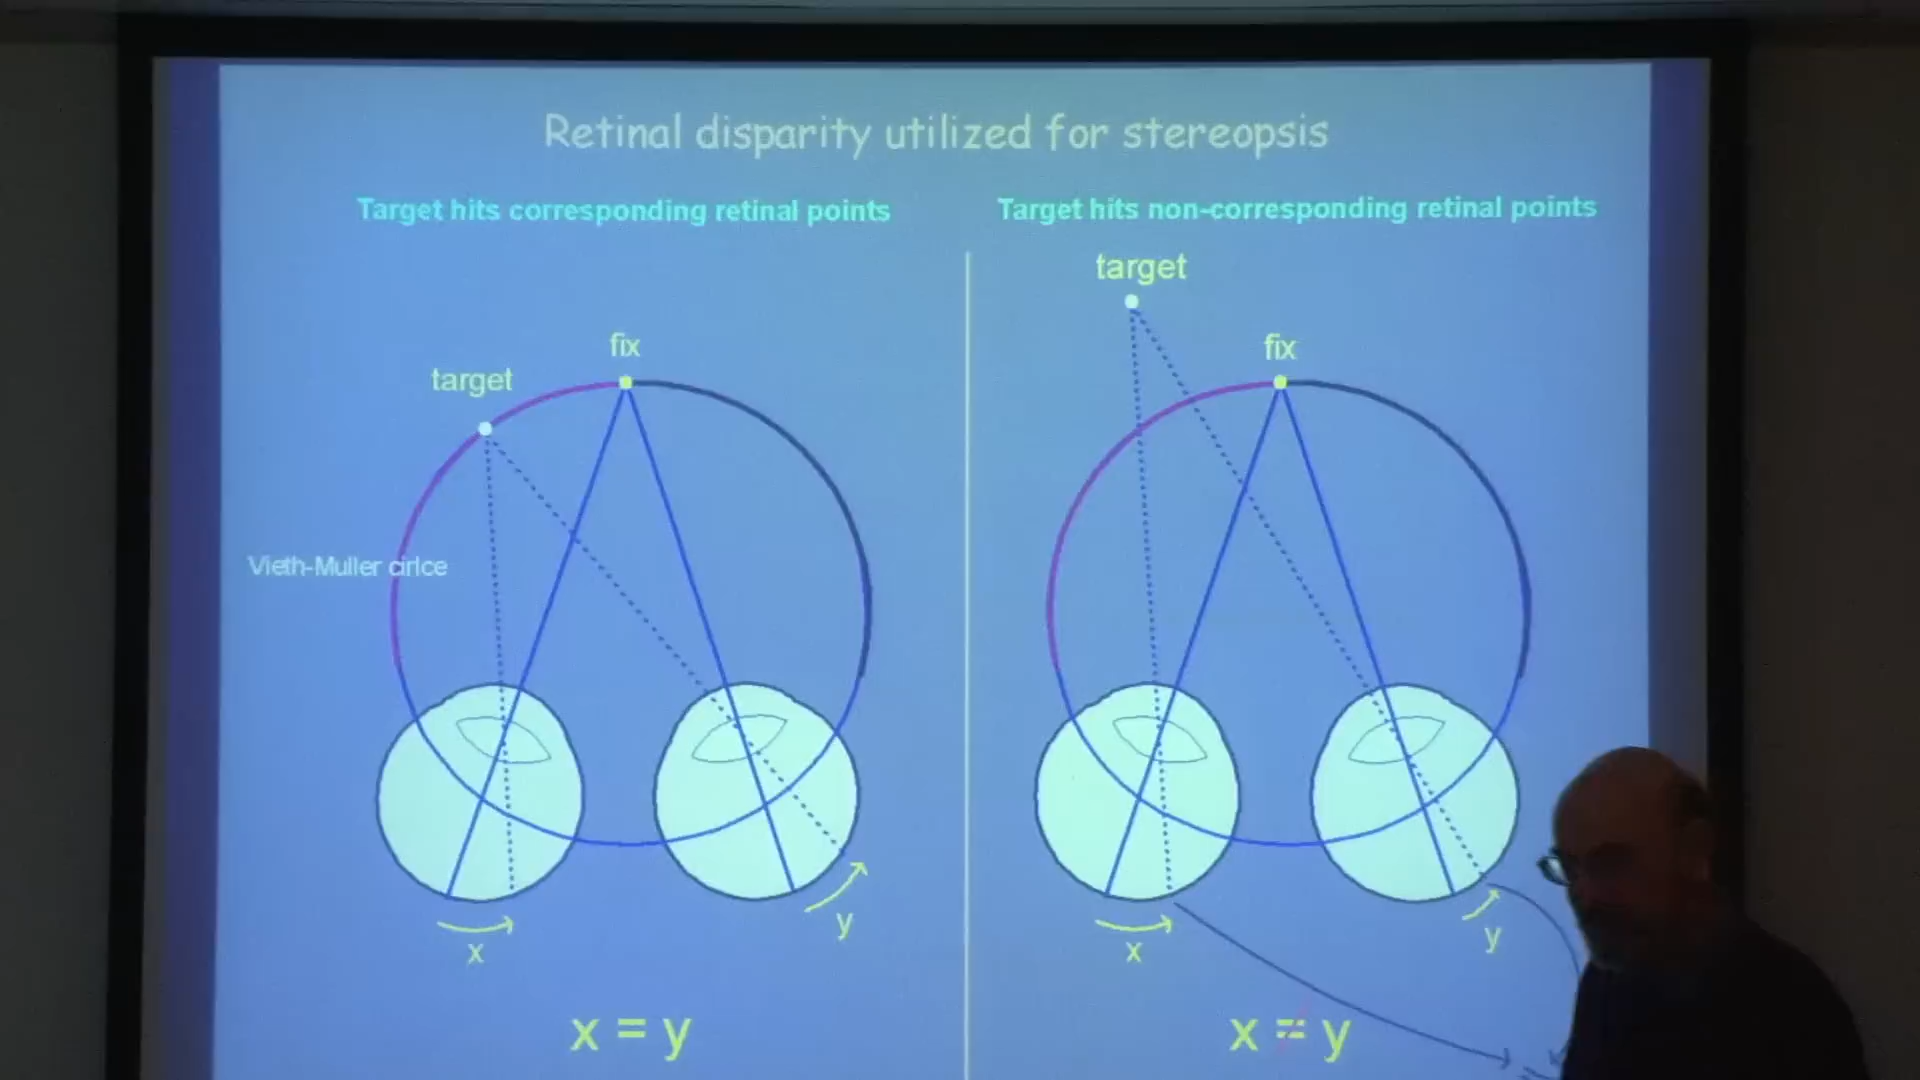 Retinal disparity utilized for stereopsis
Target hits corresponding retinal points
Target hits non-corresponding retinal points
target
fix
target
fix
Vieth-Muller cirlce
x
y
x
y
x = y
x ≠ y